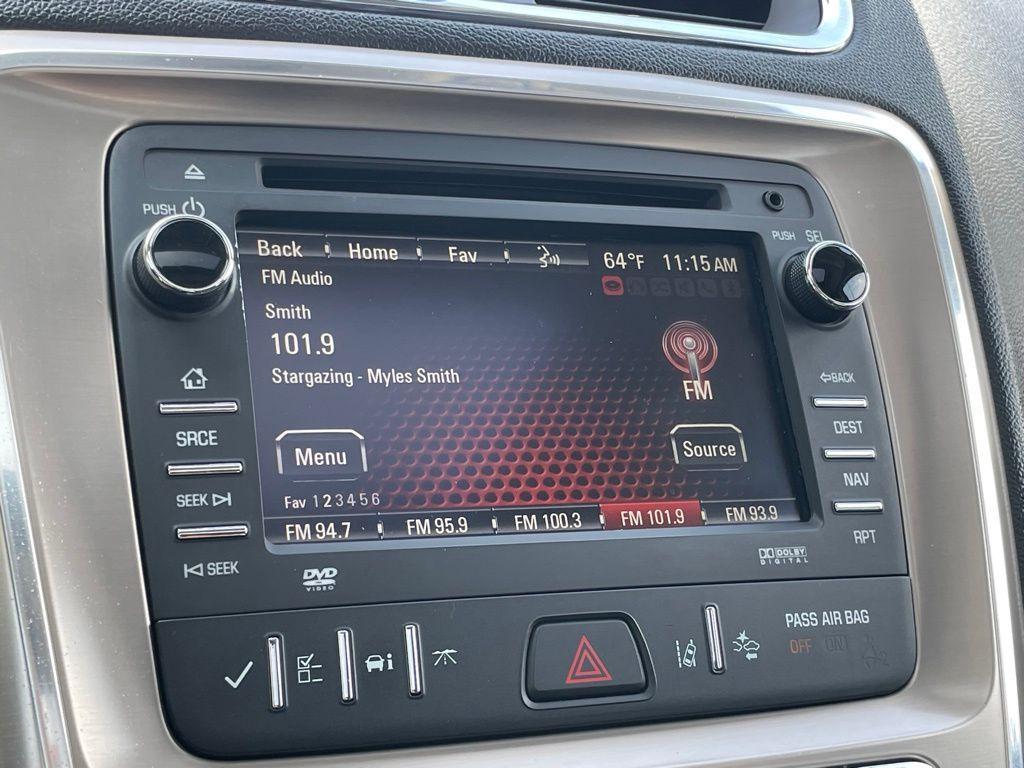 PUSH
PUSH SEL
Back Home Fav 64°F 11:15 AM
FM Audio
Smith
101.9
Stargazing - Myles Smith
FM
Menu Source
Fav 1 2 3 4 5 6
FM 94.7 FM 95.9 FM 100.3 FM 101.9 FM 93.9
SRCE
SEEK
SEEK
BACK
DEST
NAV
RPT
DVD
VIDEO
DOLBY
DIGITAL
PASS AIR BAG
OFF ON
2